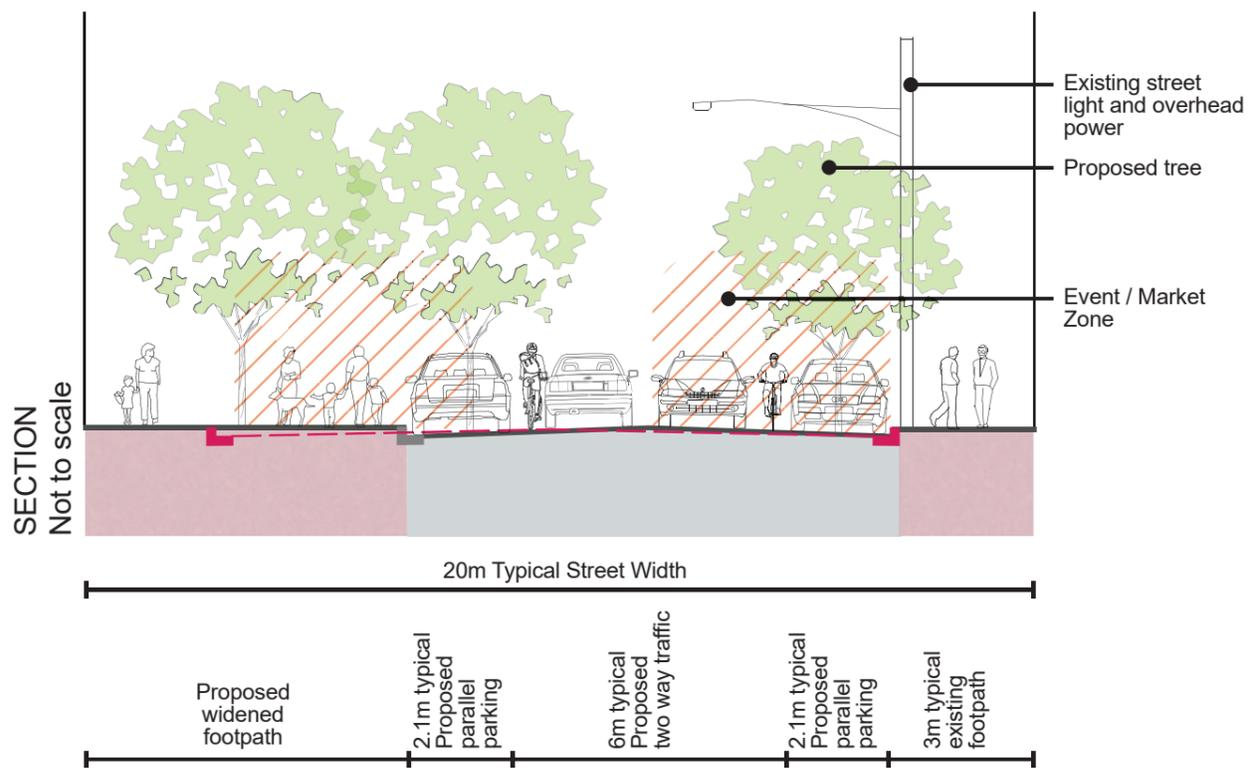 Existing street
light and overhead
power
Proposed tree
Event / Market
Zone
SECTION
Not to scale
20m Typical Street Width
Proposed
widened
footpath
2.1m typical
Proposed
parallel
parking
6m typical
Proposed
two way traffic
2.1m typical
Proposed
parallel
parking
3m typical
existing
footpath